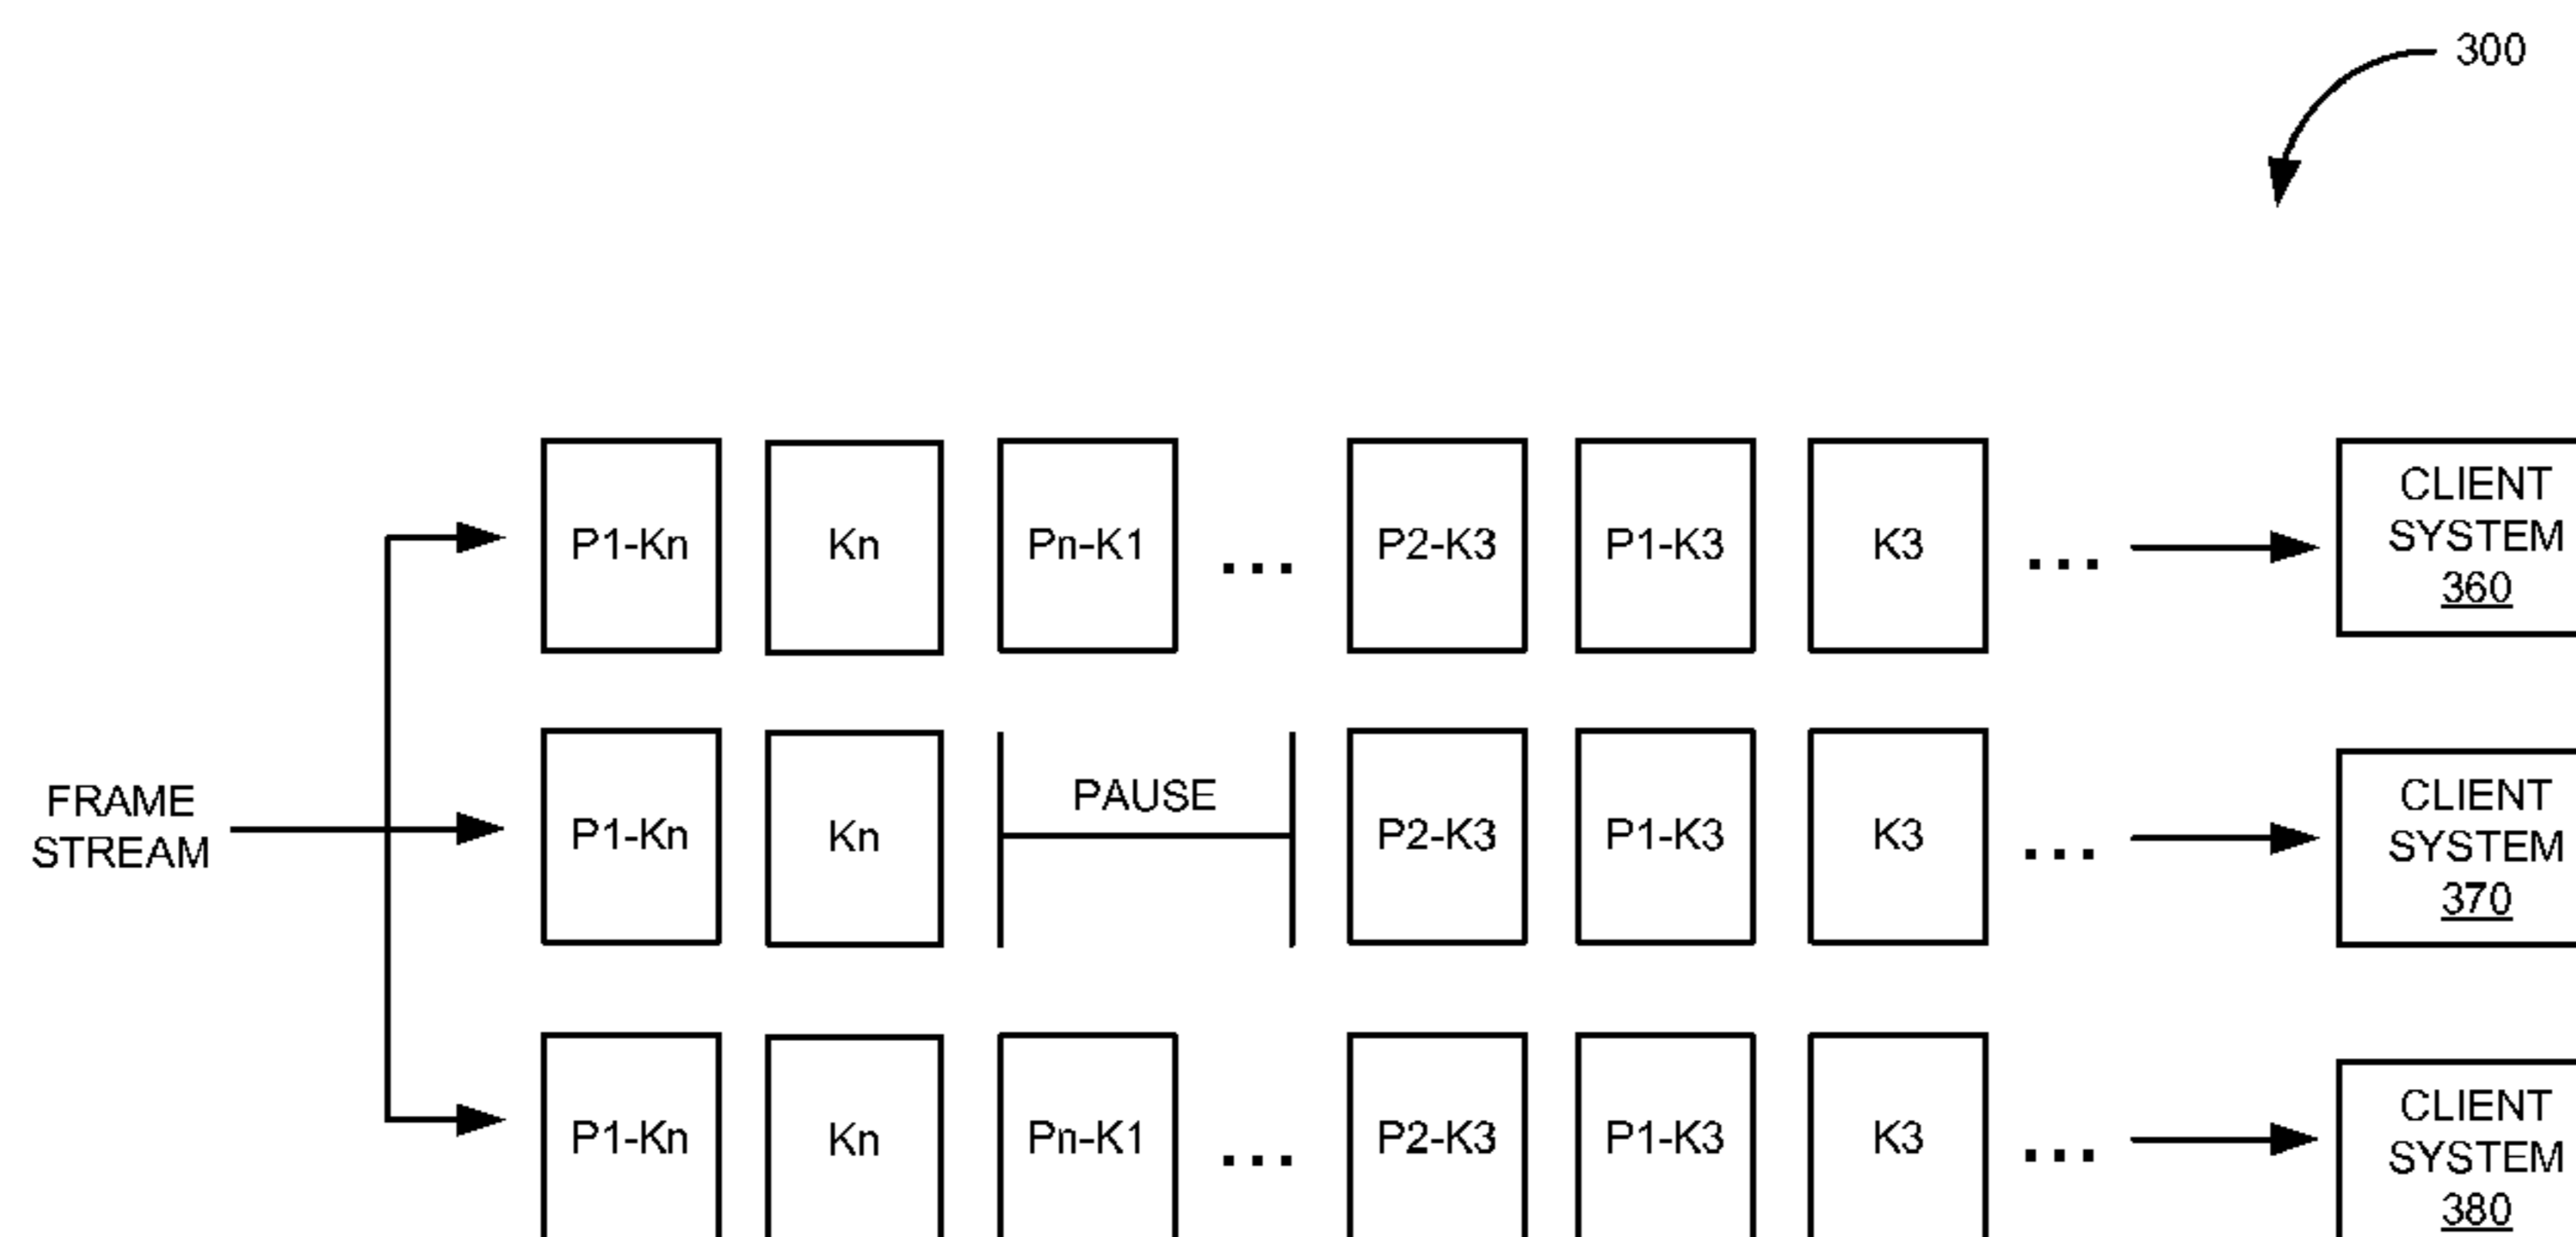 300
P1-Kn
Kn
Pn-K1
...
P2-K3
P1-K3
K3
...
CLIENT
SYSTEM
360
FRAME
STREAM
P1-Kn
Kn
PAUSE
P2-K3
P1-K3
K3
...
CLIENT
SYSTEM
370
P1-Kn
Kn
Pn-K1
...
P2-K3
P1-K3
K3
...
CLIENT
SYSTEM
380